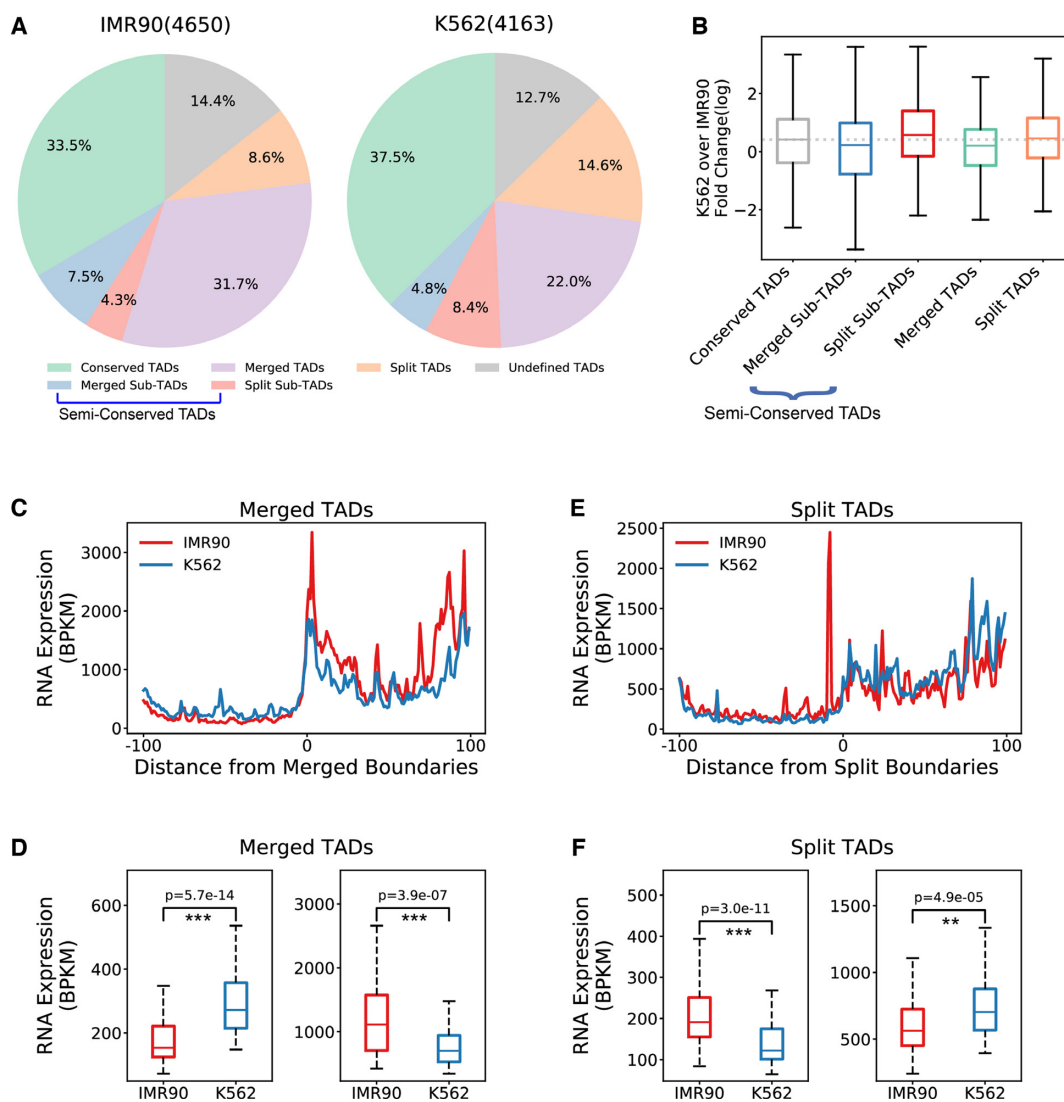 A
IMR90(4650)
K562(4163)
14.4%
8.6%
31.7%
4.3%
7.5%
33.5%
12.7%
14.6%
22.0%
8.4%
4.8%
37.5%
Conserved TADs
Merged TADs
Split TADs
Undefined TADs
Merged Sub-TADs
Split Sub-TADs
Semi-Conserved TADs
B
K562 over IMR90
Fold Change(log)
2
0
−2
Conserved TADs
Merged Sub-TADs
Split Sub-TADs
Merged TADs
Split TADs
Semi-Conserved TADs
C
Merged TADs
RNA Expression
(BPKM)
3000
2000
1000
0
IMR90
K562
-100
0
100
Distance from Merged Boundaries
E
Split TADs
RNA Expression
(BPKM)
2500
2000
1500
1000
500
0
IMR90
K562
-100
0
100
Distance from Split Boundaries
D
Merged TADs
RNA Expression
(BPKM)
600
400
200
p=5.7e-14
***
IMR90
K562
3000
2000
1000
p=3.9e-07
***
IMR90
K562
F
Split TADs
RNA Expression
(BPKM)
500
400
300
200
100
p=3.0e-11
***
IMR90
K562
1500
1000
500
p=4.9e-05
**
IMR90
K562